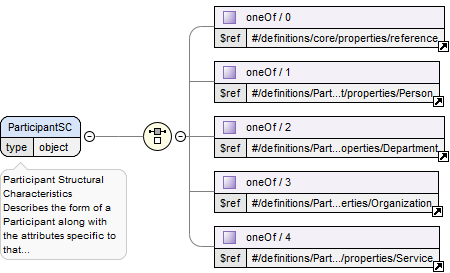 oneOf / 0
$ref #/definitions/core/properties/reference
oneOf / 1
$ref #/definitions/Part...t/properties/Person
ParticipantSC
type object
oneOf / 2
$ref #/definitions/Part...operties/Department
Participant Structural
Characteristics
Describes the form of a
Participant along with
the attributes specific to
that...
oneOf / 3
$ref #/definitions/Part...erties/Organization
oneOf / 4
$ref #/definitions/Part.../properties/Service